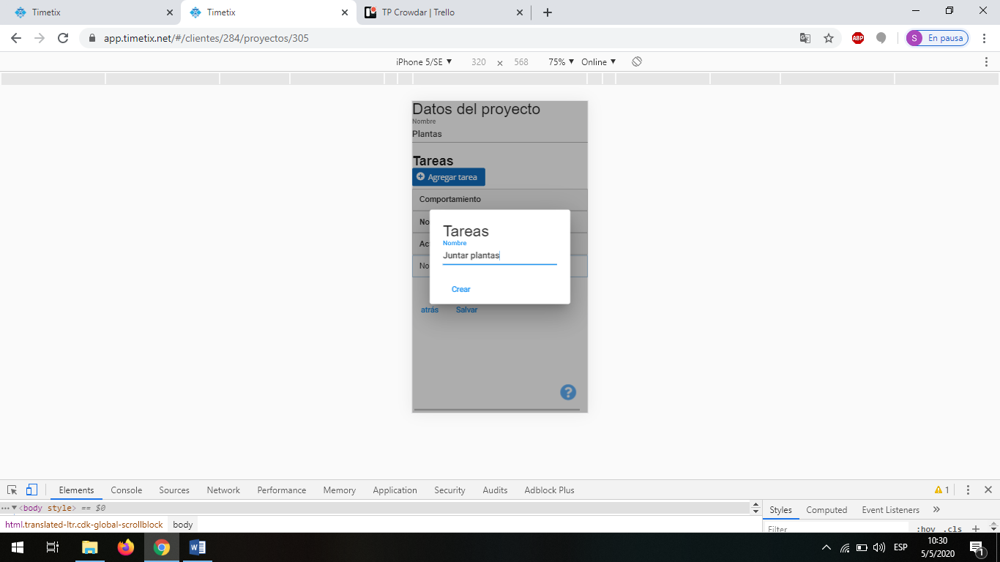 Timetix
Timetix
TP Crowdar | Trello
app.timetix.net/#/clientes/284/proyectos/305
ABP
S
En pausa
iPhone 5/SE ▼ 320 × 568 75% ▼ Online ▼
Datos del proyecto
Nombre
Plantas
Tareas
Agregar tarea
Comportamiento
No
Ac
No
Tareas
Nombre
Juntar plantas
Crear
atrás Salvar
?
Elements Console Sources Network Performance Memory Application Security Audits Adblock Plus
1
<body style> == $0
Styles Computed Event Listeners »
html.translated-ltr.cdk-global-scrollblock body
Filter :hov .cls +
ESP
10:30
5/5/2020
1